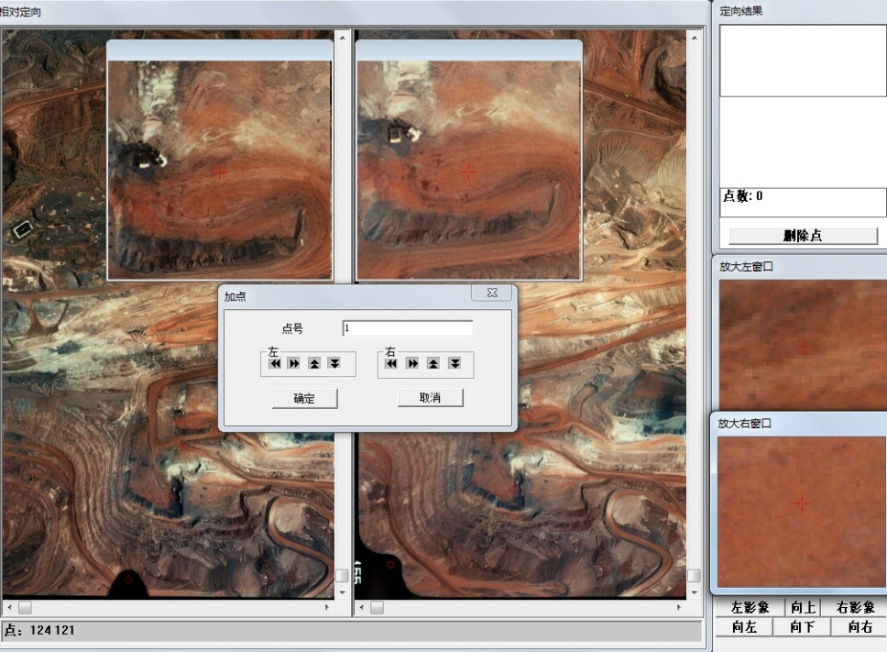 相对定向
定向结果
点数: 0
删除点
加点
点号 1
左 右
确定 取消
放大左窗口
放大右窗口
155
左影象 向上 右影象
向左 向下 向右
点: 124 121